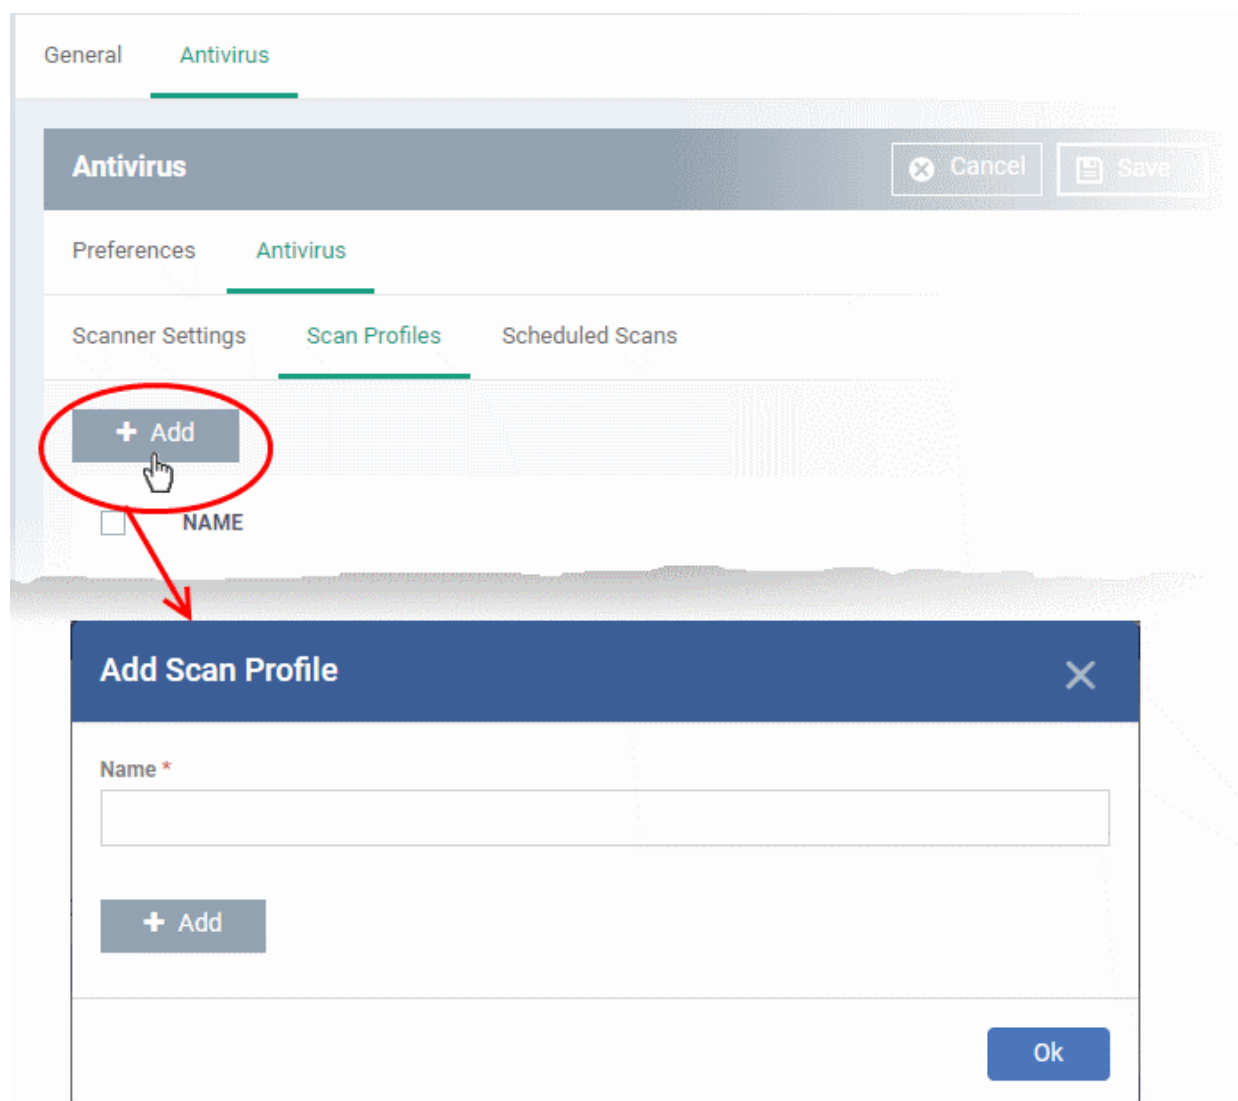 General Antivirus
Antivirus Cancel Save
Preferences Antivirus
Scanner Settings Scan Profiles Scheduled Scans
+ Add
NAME
Add Scan Profile
Name *
+ Add
Ok